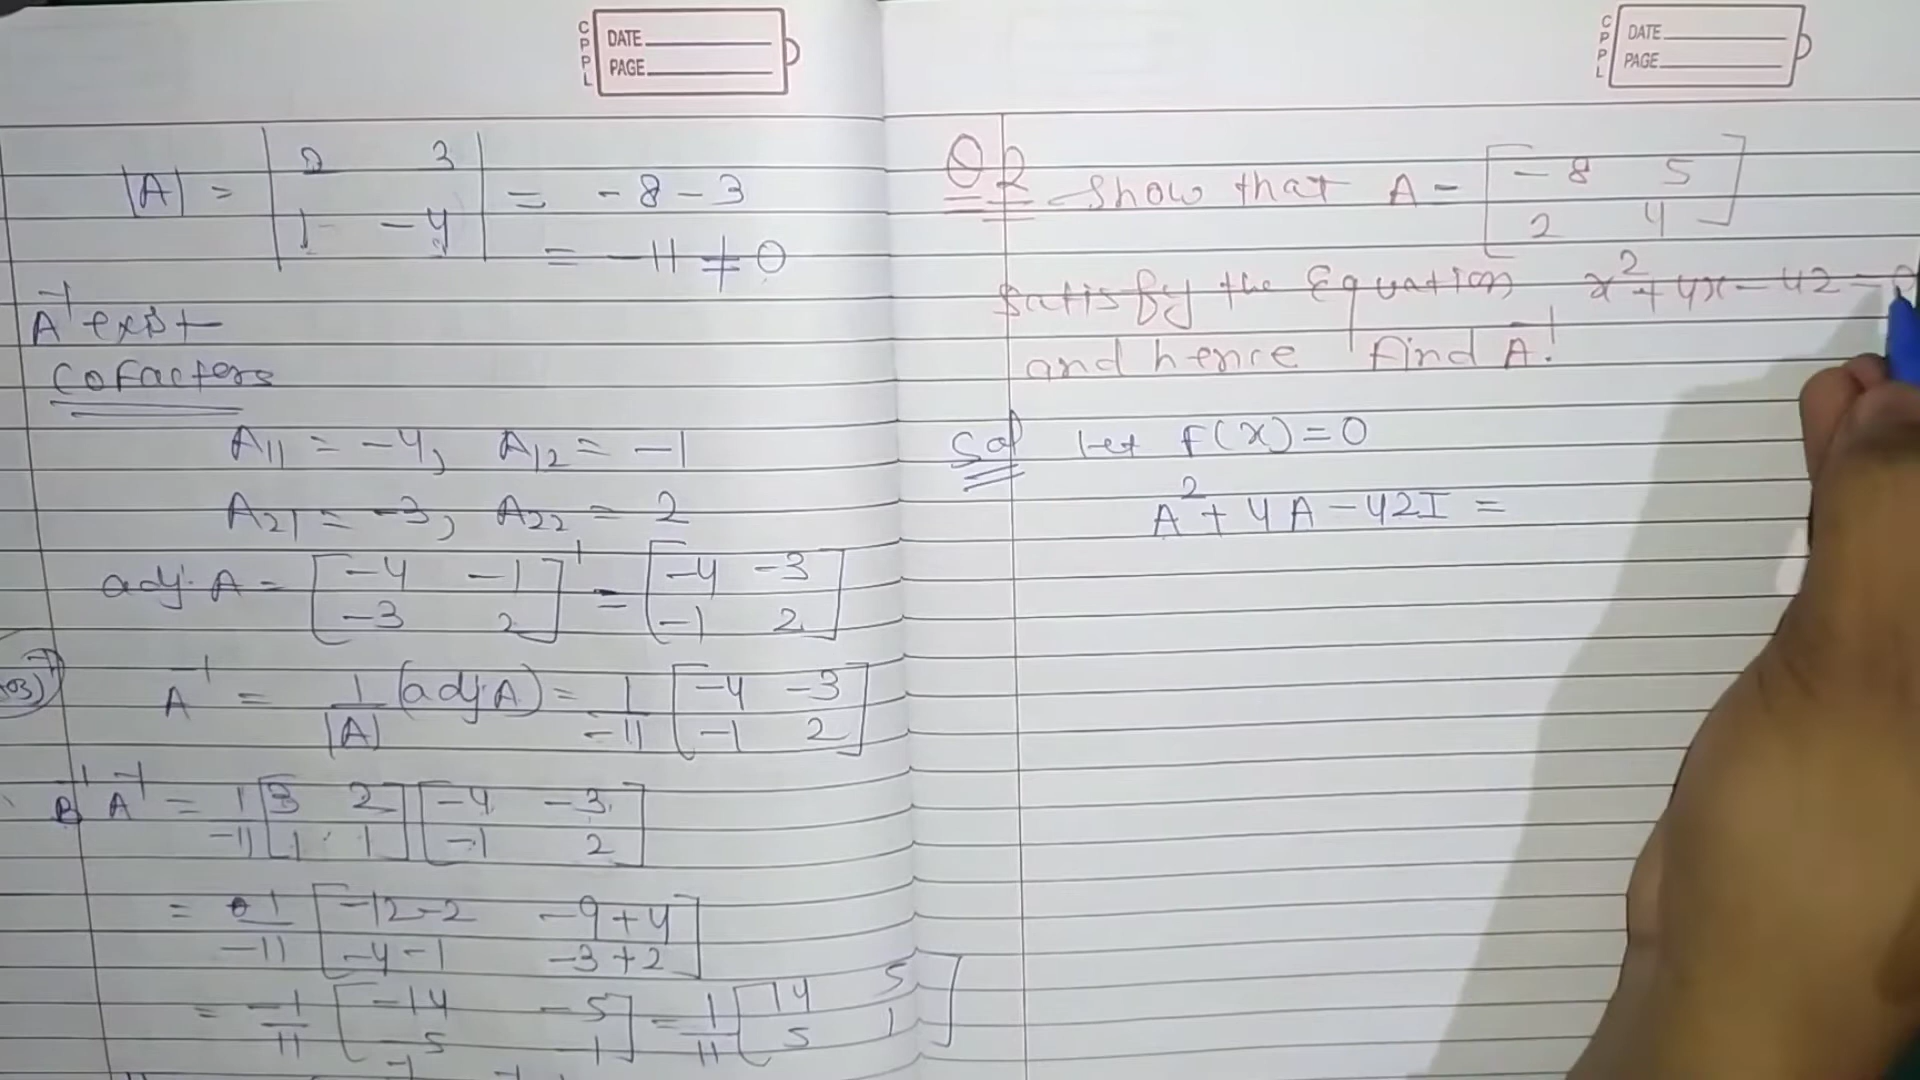 CPPL DATE
PAGE
|A| = | 2 3 | = -8-3
| 1 -4 |
= -11 ≠ 0
A⁻¹ exist
Cofactors
A11 = -4, A12 = -1
A21 = -3, A22 = 2
adj. A = [ -4 -1 ]' = [ -4 -3 ]
[ -3 2 ] [ -1 2 ]
A⁻¹ = 1/|A| (adj. A) = 1/-11 [ -4 -3 ]
[ -1 2 ]
B⁻¹ A⁻¹ = 1/-11 [ 3 2 ] [ -4 -3 ]
[ 1 1 ] [ -1 2 ]
= 1/-11 [ -12-2 -9+4 ]
[ -4-1 -3+2 ]
= -1/11 [ -14 -5 ] = 1/11 [ 14 5 ]
[ -5 -1 ] [ 5 1 ]
CPPL DATE
PAGE
Q2 Show that A = [ -8 5 ]
[ 2 4 ]
satisfy the Equation x² + 4x - 42 = 0
and hence find A⁻¹.
Sol let f(x) = 0
A² + 4A - 42I =